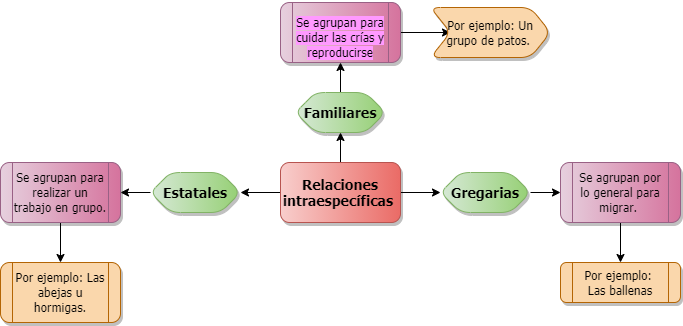 Se agrupan para
cuidar las crías y
reproducirse
Por ejemplo: Un
grupo de patos.
Familiares
Se agrupan para
realizar un
trabajo en grupo.
Estatales
Relaciones
intraespecíficas
Gregarias
Se agrupan por
lo general para
migrar.
Por ejemplo: Las
abejas u
hormigas.
Por ejemplo:
Las ballenas